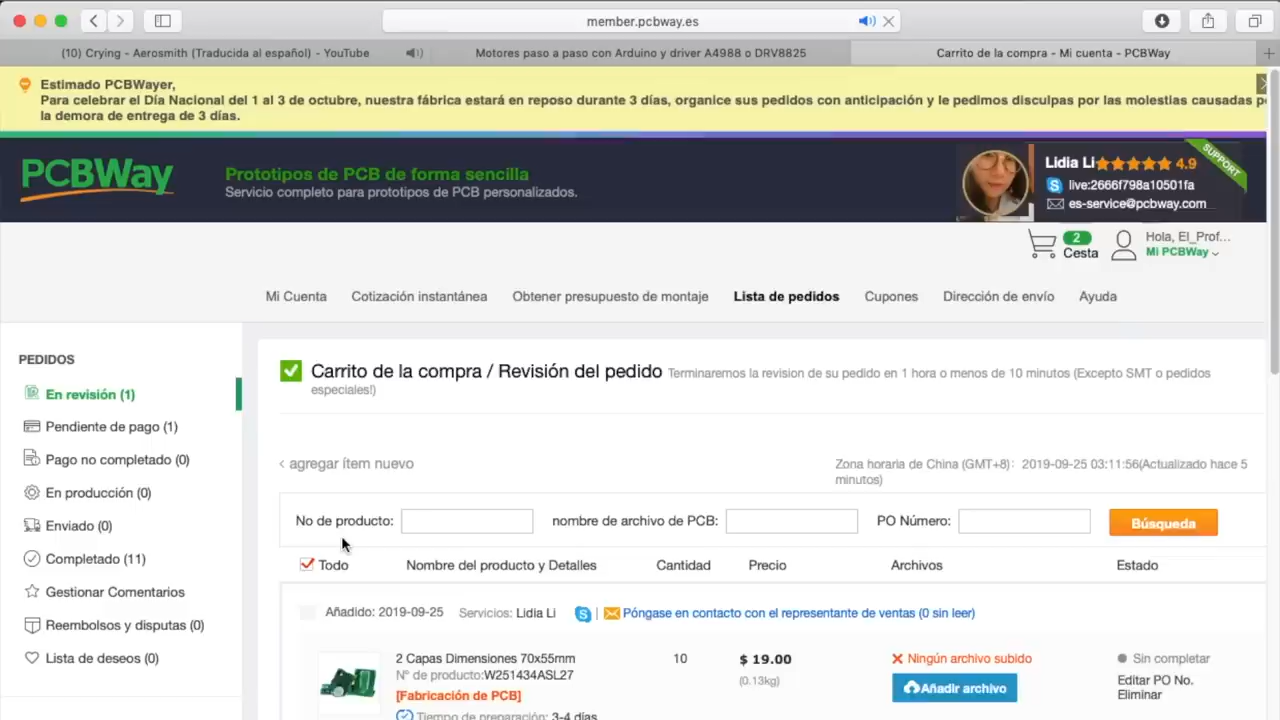 member.pcbway.es
(10) Crying - Aerosmith (Traducida al español) - YouTube
Motores paso a paso con Arduino y driver A4988 o DRV8825
Carrito de la compra - Mi cuenta - PCBWay
Estimado PCBWayer,
Para celebrar el Día Nacional del 1 al 3 de octubre, nuestra fábrica estará en reposo durante 3 días, organice sus pedidos con anticipación y le pedimos disculpas por las molestias causadas
la demora de entrega de 3 días.
PCBWay
Prototipos de PCB de forma sencilla
Servicio completo para prototipos de PCB personalizados.
Lidia Li 4.9
SUPPORT
live:2666f798a10501fa
es-service@pcbway.com
2
Cesta
Hola, El_Prof...
Mi PCBWay
Mi Cuenta
Cotización instantánea
Obtener presupuesto de montaje
Lista de pedidos
Cupones
Dirección de envío
Ayuda
PEDIDOS
En revisión (1)
Pendiente de pago (1)
Pago no completado (0)
En producción (0)
Enviado (0)
Completado (11)
Gestionar Comentarios
Reembolsos y disputas (0)
Lista de deseos (0)
Carrito de la compra / Revisión del pedido Terminaremos la revision de su pedido en 1 hora o menos de 10 minutos (Excepto SMT o pedidos
especiales!)
< agregar ítem nuevo
Zona horaria de China (GMT+8): 2019-09-25 03:11:56(Actualizado hace 5
minutos)
No de producto:
nombre de archivo de PCB:
PO Número:
Búsqueda
Todo
Nombre del producto y Detalles
Cantidad
Precio
Archivos
Estado
Añadido: 2019-09-25
Servicios: Lidia Li
Póngase en contacto con el representante de ventas (0 sin leer)
2 Capas Dimensiones 70x55mm
N° de producto:W251434ASL27
[Fabricación de PCB]
Tiempo de preparación: 3-4 días
10
$ 19.00
(0.13kg)
Ningún archivo subido
Añadir archivo
Sin completar
Editar PO No.
Eliminar